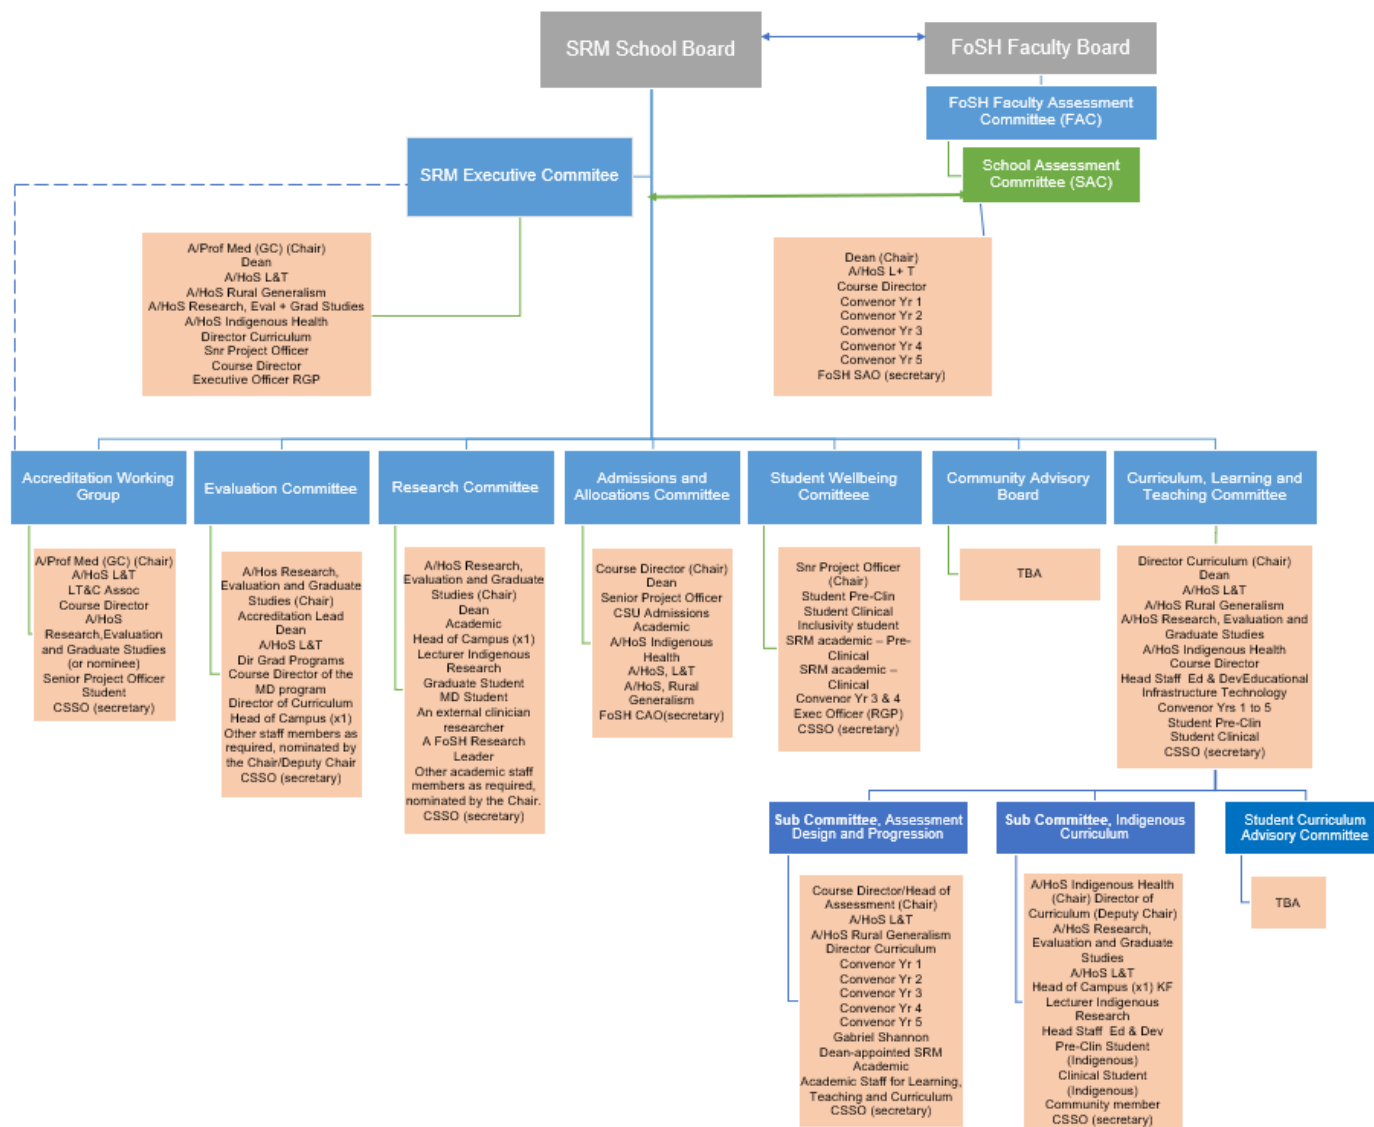 SRM School Board
FoSH Faculty Board
FoSH Faculty Assessment
Committee (FAC)
School Assessment
Committee (SAC)
SRM Executive Commitee
A/Prof Med (GC) (Chair)
Dean
A/HoS L&T
A/HoS Rural Generalism
A/HoS Research, Eval + Grad Studies
A/HoS Indigenous Health
Director Curriculum
Snr Project Officer
Course Director
Executive Officer RGP
Dean (Chair)
A/HoS L+ T
Course Director
Convenor Yr 1
Convenor Yr 2
Convenor Yr 3
Convenor Yr 4
Convenor Yr 5
FoSH SAO (secretary)
Accreditation Working
Group
Evaluation Committee
Research Committee
Admissions and
Allocations Committee
Student Wellbeing
Comitteee
Community Advisory
Board
Curriculum, Learning and
Teaching Committee
A/Prof Med (GC) (Chair)
A/HoS L&T
LT&C Assoc
Course Director
A/HoS
Research,Evaluation
and Graduate Studies
(or nominee)
Senior Project Officer
Student
CSSO (secretary)
A/Hos Research,
Evaluation and Graduate
Studies (Chair)
Accreditation Lead
Dean
A/HoS L&T
Dir Grad Programs
Course Director of the
MD program
Director of Curriculum
Head of Campus (x1)
Other staff members as
required, nominated by
the Chair/Deputy Chair
CSSO (secretary)
A/HoS Research,
Evaluation and Graduate
Studies (Chair)
Dean
Academic
Head of Campus (x1)
Lecturer Indigenous
Research
Graduate Student
MD Student
An external clinician
researcher
A FoSH Research
Leader
Other academic staff
members as required,
nominated by the Chair.
CSSO (secretary)
Course Director (Chair)
Dean
Senior Project Officer
CSU Admissions
Academic
A/HoS Indigenous
Health
A/HoS, L&T
A/HoS, Rural
Generalism
FoSH CAO(secretary)
Snr Project Officer
(Chair)
Student Pre-Clin
Student Clinical
Inclusivity student
SRM academic – Pre-
Clinical
SRM academic –
Clinical
Convenor Yr 3 & 4
Exec Officer (RGP)
CSSO (secretary)
TBA
Director Curriculum (Chair)
Dean
A/HoS L&T
A/HoS Rural Generalism
A/HoS Research, Evaluation and
Graduate Studies
A/HoS Indigenous Health
Course Director
Head Staff Ed & DevEducational
Infrastructure Technology
Convenor Yrs 1 to 5
Student Pre-Clin
Student Clinical
CSSO (secretary)
Sub Committee, Assessment
Design and Progression
Sub Committee, Indigenous
Curriculum
Student Curriculum
Advisory Committee
Course Director/Head of
Assessment (Chair)
A/HoS L&T
A/HoS Rural Generalism
Director Curriculum
Convenor Yr 1
Convenor Yr 2
Convenor Yr 3
Convenor Yr 4
Convenor Yr 5
Gabriel Shannon
Dean-appointed SRM
Academic
Academic Staff for Learning,
Teaching and Curriculum
CSSO (secretary)
A/HoS Indigenous Health
(Chair) Director of
Curriculum (Deputy Chair)
A/HoS Research,
Evaluation and Graduate
Studies
A/HoS L&T
Head of Campus (x1) KF
Lecturer Indigenous
Research
Head Staff Ed & Dev
Pre-Clin Student
(Indigenous)
Clinical Student
(Indigenous)
Community member
CSSO (secretary)
TBA